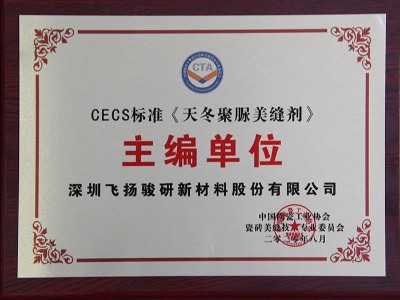 CTA
CECS标准《天冬聚脲美缝剂》
主编单位
深圳飞扬骏研新材料股份有限公司
中国陶瓷工业协会
瓷砖美缝技术专业委员会